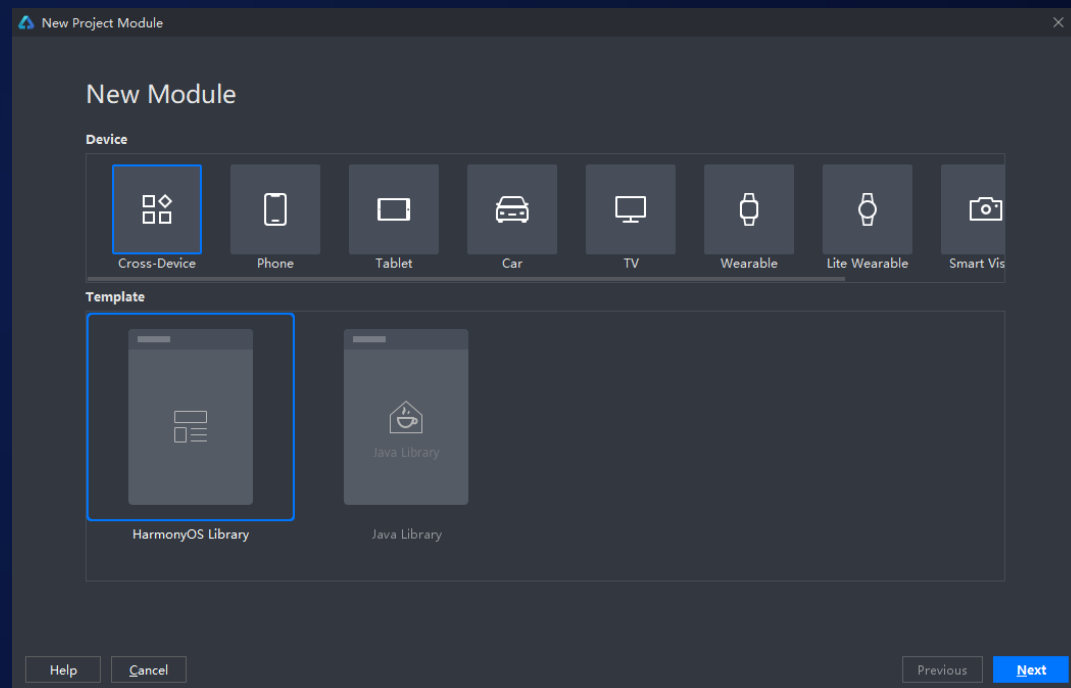 New Project Module
New Module
Device
Cross-Device
Phone
Tablet
Car
TV
Wearable
Lite Wearable
Smart Vis
Template
Java Library
HarmonyOS Library
Java Library
Help
Cancel
Previous
Next